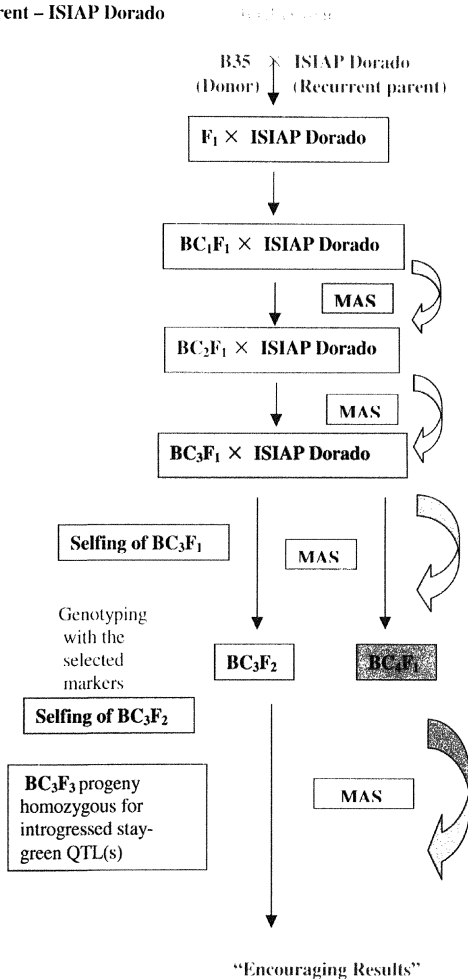 rent – ISIAP Dorado
B35 × ISIAP Dorado
(Donor) (Recurrent parent)
F₁ × ISIAP Dorado
BC₁F₁ × ISIAP Dorado
MAS
BC₂F₁ × ISIAP Dorado
MAS
BC₃F₁ × ISIAP Dorado
Selfing of BC₃F₁
MAS
Genotyping
with the
selected
markers
BC₃F₂
BC₄F₁
Selfing of BC₃F₂
BC₃F₃ progeny
homozygous for
introgressed stay-
green QTL(s)
MAS
“Encouraging Results”